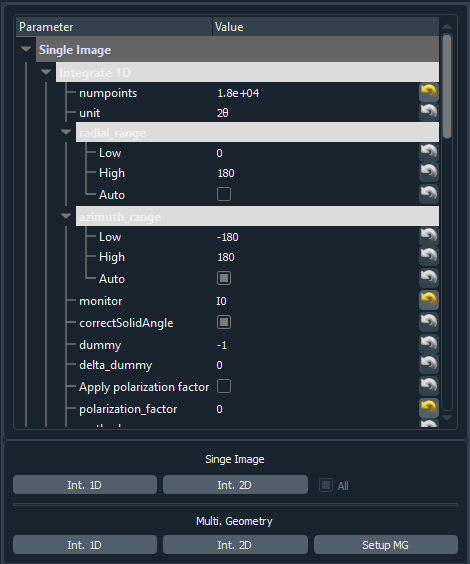 Parameter Value
Single Image
Integrate 1D
numpoints 1.8e+04
unit 2θ
radial_range
Low 0
High 180
Auto
azimuth_range
Low -180
High 180
Auto
monitor I0
correctSolidAngle
dummy -1
delta_dummy 0
Apply polarization factor
polarization_factor 0
Singe Image
Int. 1D Int. 2D All
Multi. Geometry
Int. 1D Int. 2D Setup MG